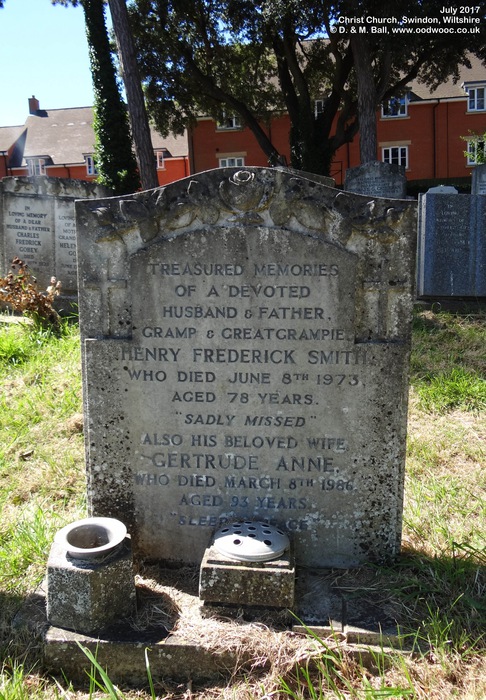 July 2017
Christ Church, Swindon, Wiltshire
© D. & M. Ball, www.oodwooc.co.uk
IN
LOVING MEMORY
OF A DEAR
HUSBAND & FATHER
CHARLES
FREDERICK
GOBEY
TREASURED MEMORIES
OF A DEVOTED
HUSBAND & FATHER,
GRAMP & GREATGRAMPIE,
HENRY FREDERICK SMITH,
WHO DIED JUNE 8TH 1973,
AGED 78 YEARS.
"SADLY MISSED"
ALSO HIS BELOVED WIFE
GERTRUDE ANNE,
WHO DIED MARCH 8TH 1986,
AGED 93 YEARS.